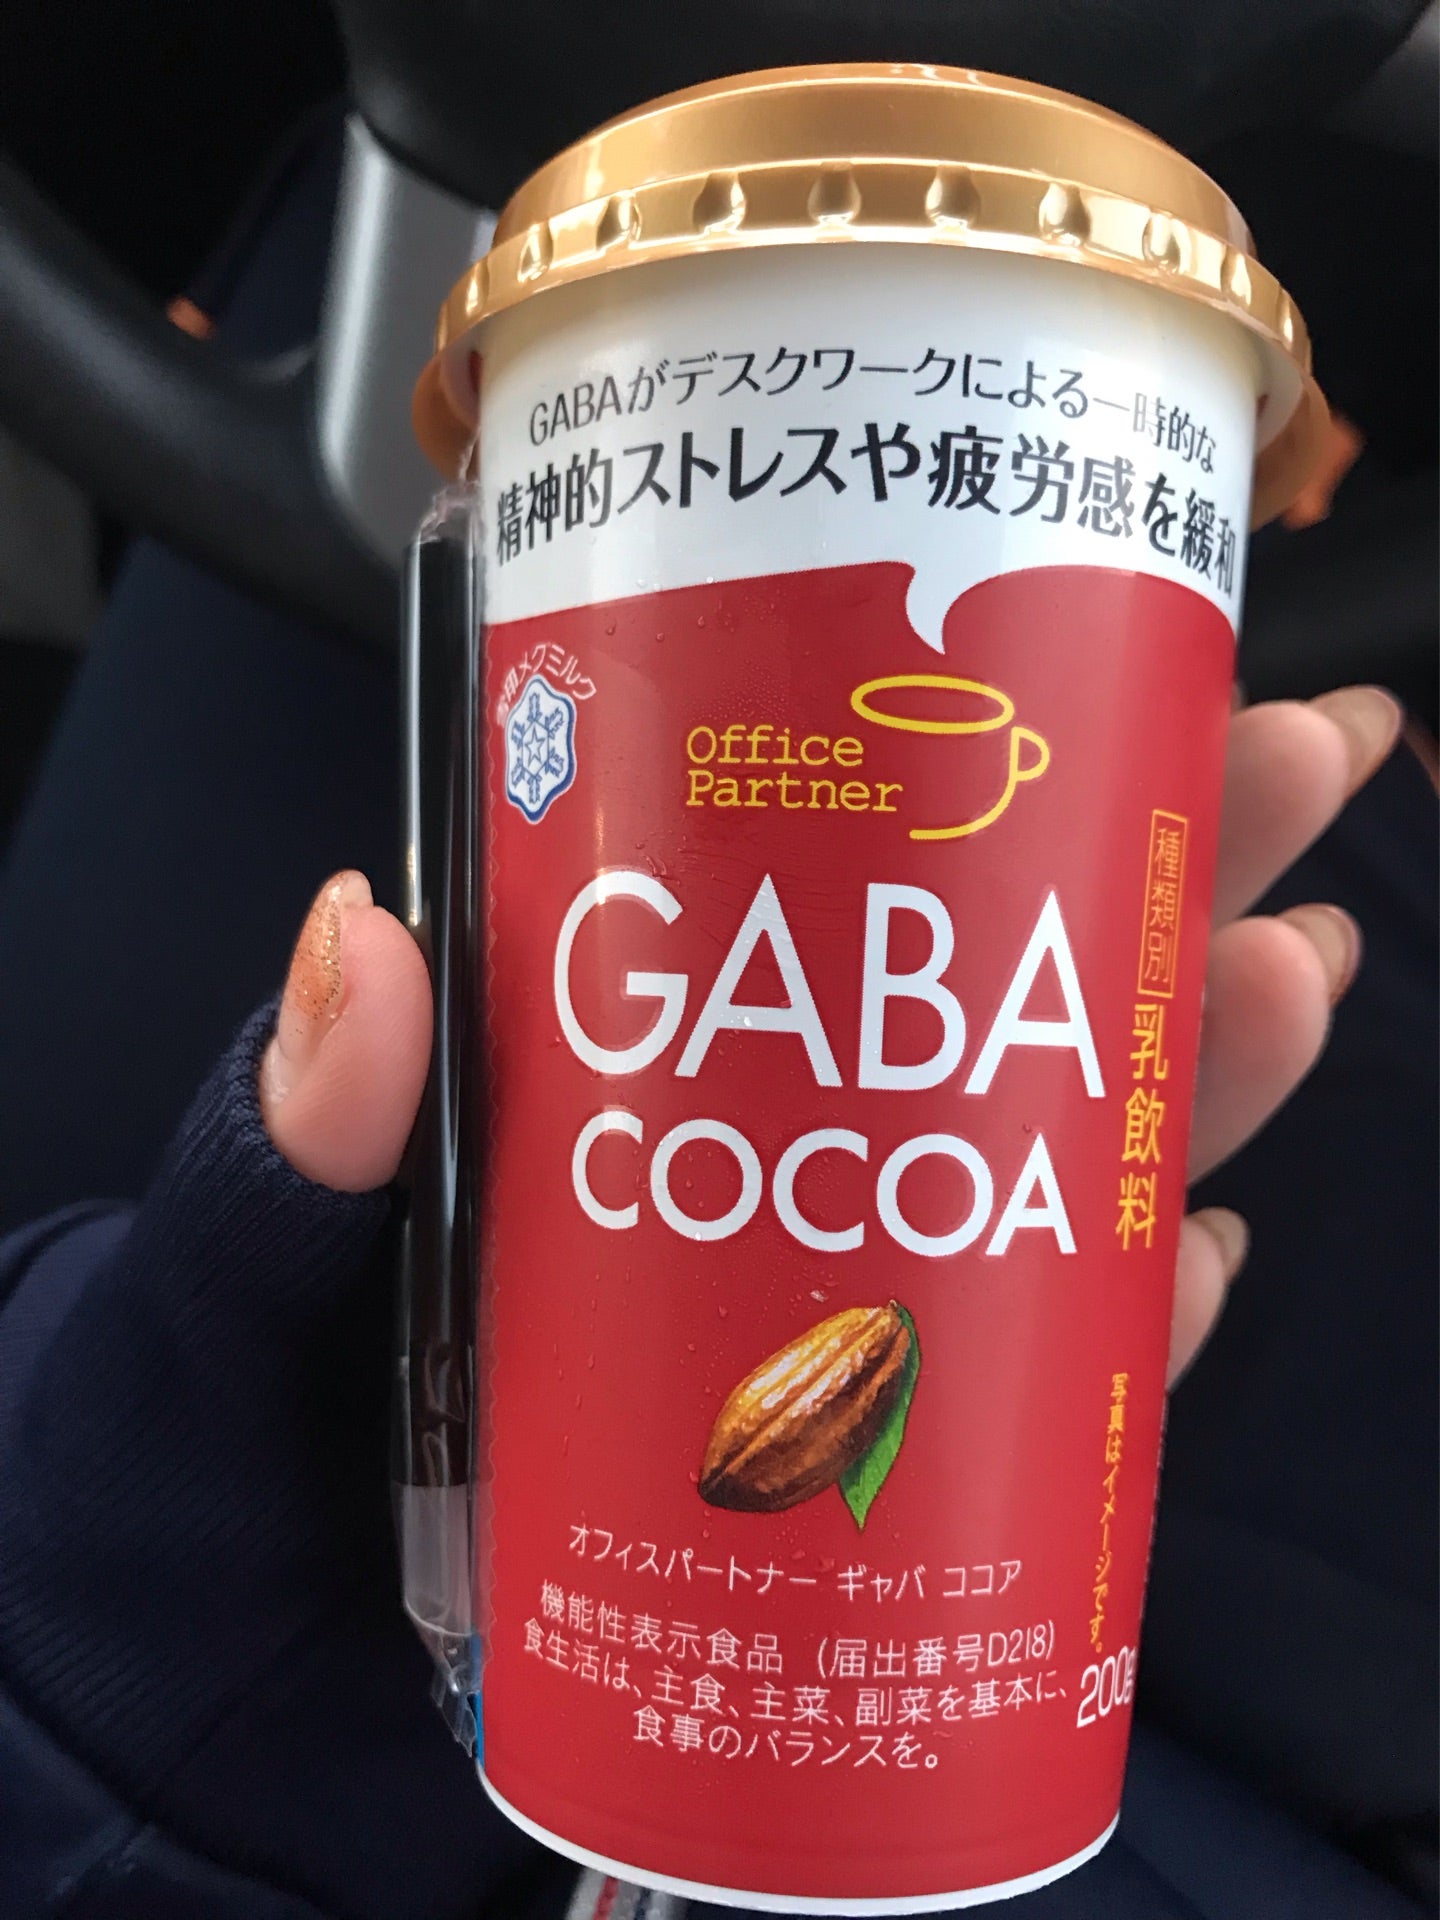 GABAがデスクワークによる一時的な
精神的ストレスや疲労感を緩和
雪印メグミルク
Office
Partner
GABA
COCOA
種類別 乳飲料
写真はイメージです。
オフィスパートナー ギャバ ココア
機能性表示食品 (届出番号D218)
食生活は、主食、主菜、副菜を基本に、
食事のバランスを。
200g